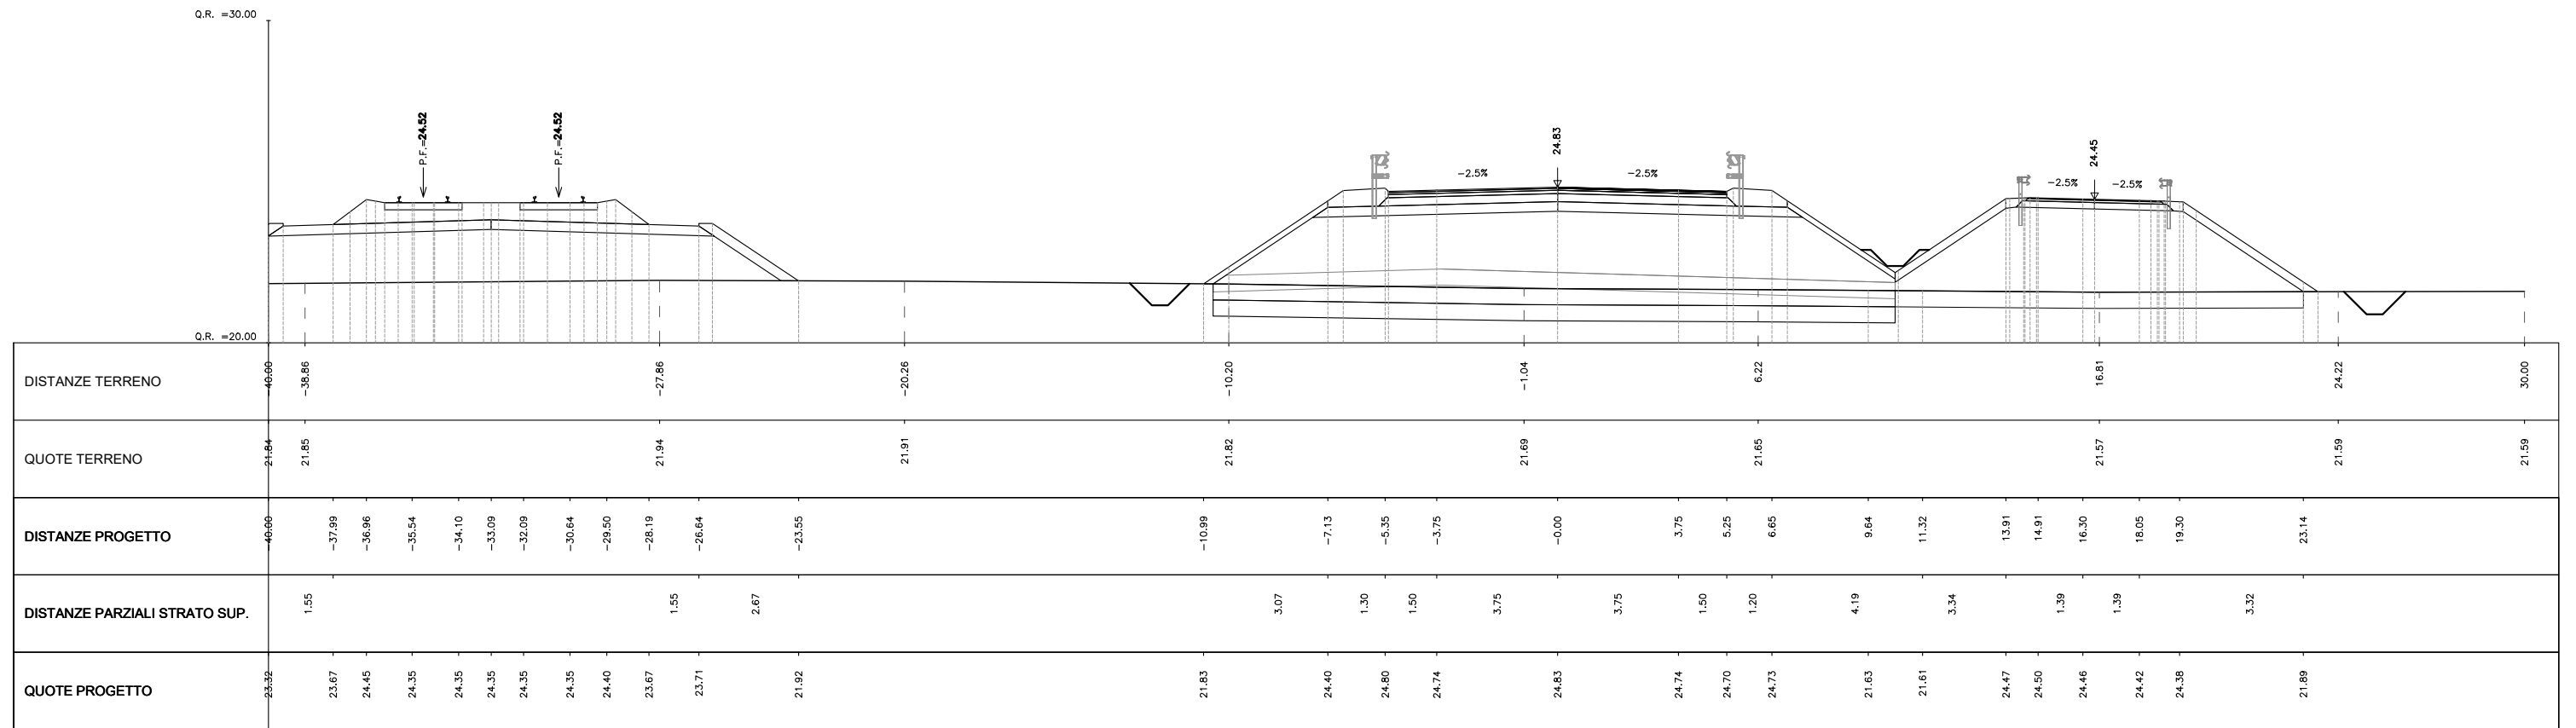 Q.R. =30.00
P.F.=24.52
P.F.=24.52
24.83
24.45
-2.5%
-2.5%
-2.5%
-2.5%
Q.R. =20.00
DISTANZE TERRENO -40.00 -38.86 -27.86 -20.26 -10.20 -1.04 6.22 16.81 24.22 30.00
QUOTE TERRENO 21.84 21.85 21.94 21.91 21.82 21.69 21.65 21.57 21.59 21.59
DISTANZE PROGETTO -40.00 -37.99 -36.96 -35.54 -34.10 -33.09 -32.09 -30.64 -29.50 -28.19 -26.64 -23.55 -10.99 -7.13 -5.35 -3.75 -0.00 3.75 5.25 6.65 9.64 11.32 13.91 14.91 16.30 18.05 19.30 23.14
DISTANZE PARZIALI STRATO SUP. 1.55 1.55 2.67 3.07 1.30 1.50 3.75 3.75 1.50 1.20 4.19 3.34 1.39 1.39 3.32
QUOTE PROGETTO 23.32 23.67 24.45 24.35 24.35 24.35 24.35 24.35 24.40 23.67 23.71 21.92 21.83 24.40 24.80 24.74 24.83 24.74 24.70 24.73 21.63 21.61 24.47 24.50 24.46 24.42 24.38 21.89